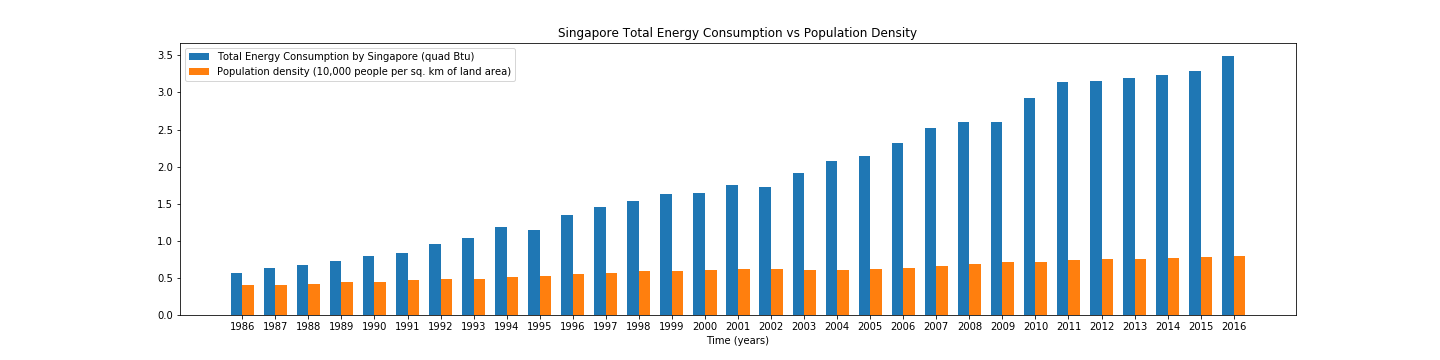 Singapore Total Energy Consumption vs Population Density
Total Energy Consumption by Singapore (quad Btu)
Population density (10,000 people per sq. km of land area)
3.5
3.0
2.5
2.0
1.5
1.0
0.5
0.0
1986 1987 1988 1989 1990 1991 1992 1993 1994 1995 1996 1997 1998 1999 2000 2001 2002 2003 2004 2005 2006 2007 2008 2009 2010 2011 2012 2013 2014 2015 2016
Time (years)